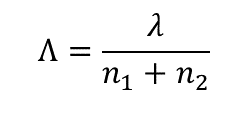 Λ = λ / (n₁ + n₂)